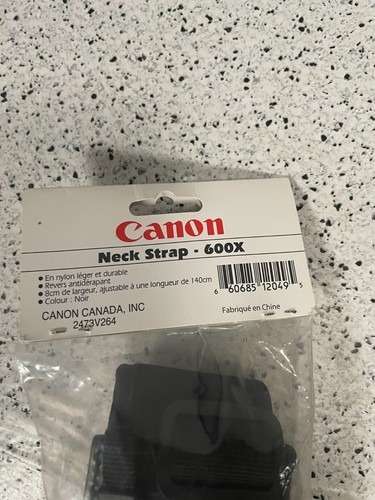 Canon
Neck Strap - 600X
• En nylon léger et durable
• Revers antidérapant
• 8cm de largeur, ajustable à une longueur de 140cm
• Colour : Noir
6 60685 12049 5
CANON CANADA, INC
2473V264
Fabriqué en Chine